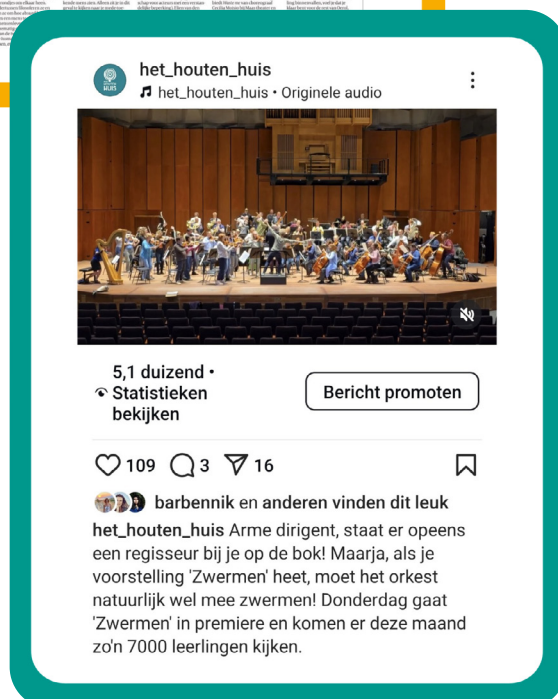 het_houten_huis
het_houten_huis • Originele audio
HUIS
5,1 duizend •
Statistieken
bekijken
Bericht promoten
109 3 16
barbennik en anderen vinden dit leuk
het_houten_huis Arme dirigent, staat er opeens
een regisseur bij je op de bok! Maarja, als je
voorstelling 'Zwermen' heet, moet het orkest
natuurlijk wel mee zwermen! Donderdag gaat
'Zwermen' in premiere en komen er deze maand
zo'n 7000 leerlingen kijken.